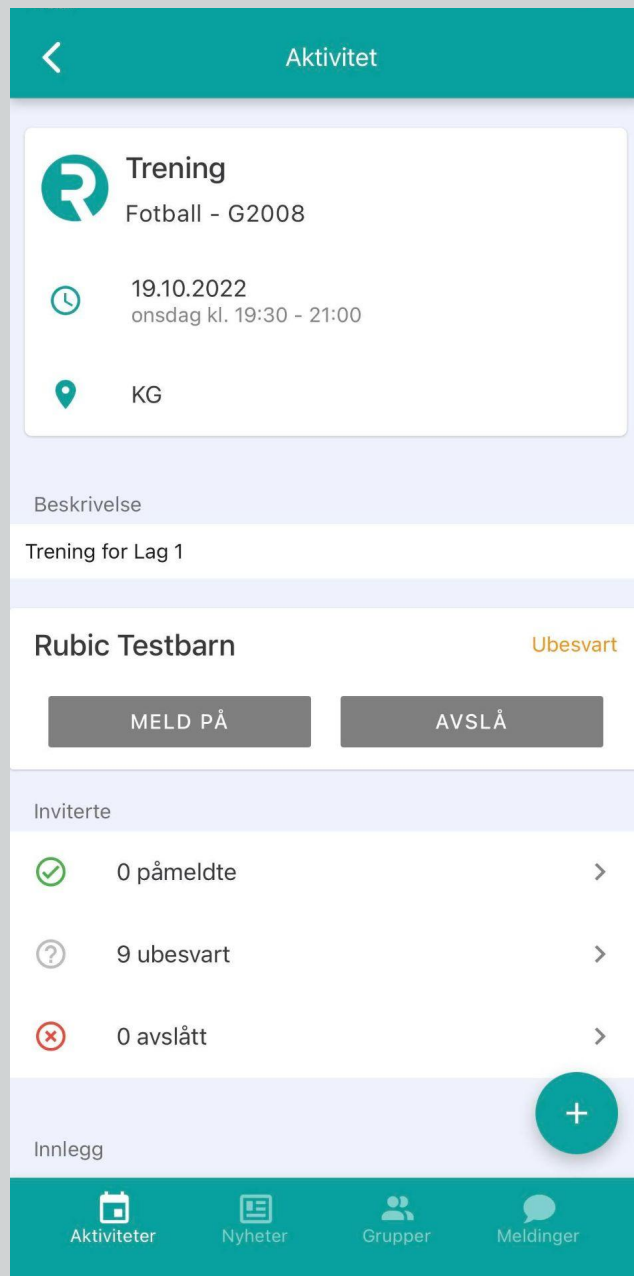 Aktivitet
Trening
Fotball - G2008
19.10.2022
onsdag kl. 19:30 - 21:00
KG
Beskrivelse
Trening for Lag 1
Rubic Testbarn
Ubesvart
MELD PÅ
AVSLÅ
Inviterte
0 påmeldte
9 ubesvart
0 avslått
Innlegg
Aktiviteter
Nyheter
Grupper
Meldinger